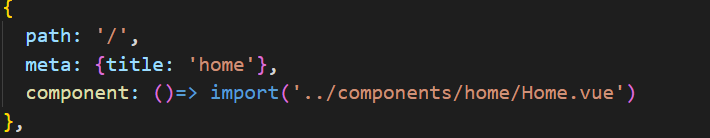 {
path: '/',
meta: {title: 'home'},
component: ()=> import('../components/home/Home.vue')
},